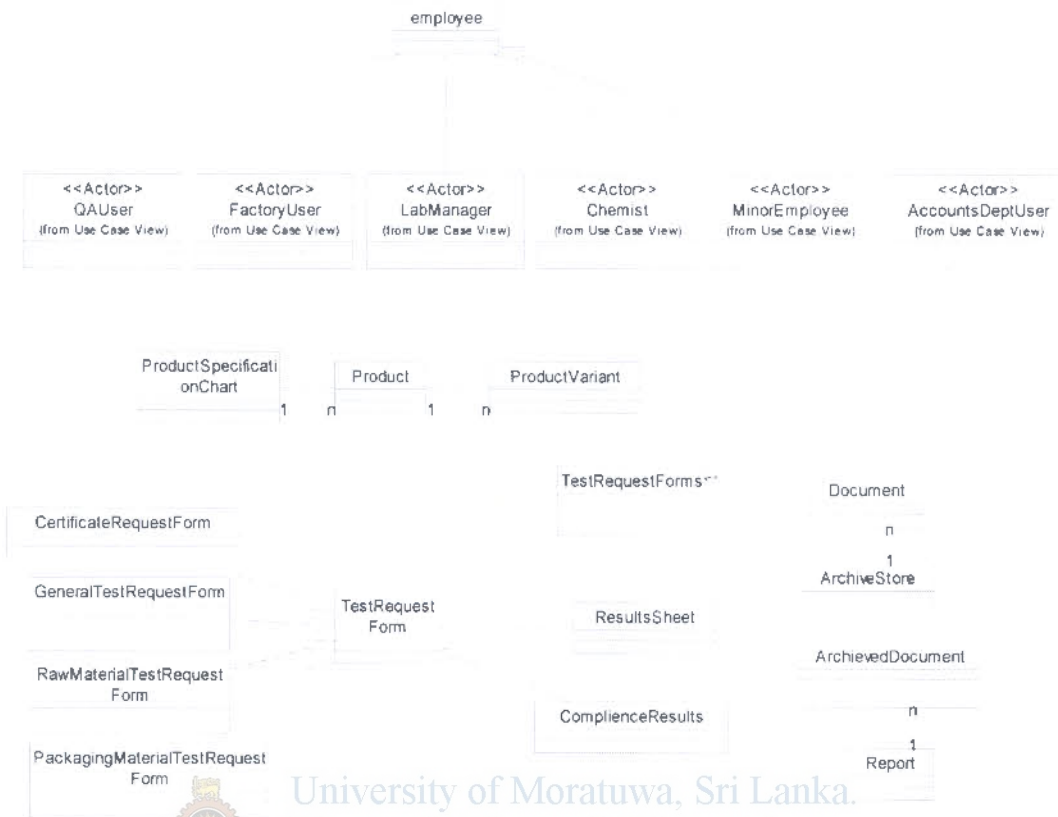 employee
<<Actor>>
QAUser
(from Use Case View)
<<Actor>>
FactoryUser
(from Use Case View)
<<Actor>>
LabManager
(from Use Case View)
<<Actor>>
Chemist
(from Use Case View)
<<Actor>>
MinorEmployee
(from Use Case View)
<<Actor>>
AccountsDeptUser
(from Use Case View)
ProductSpecificati
onChart
1
n
Product
1
n
ProductVariant
CertificateRequestForm
GeneralTestRequestForm
RawMaterialTestRequest
Form
PackagingMaterialTestRequest
Form
TestRequest
Form
TestRequestForms
ResultsSheet
ComplienceResults
Document
n
1
ArchiveStore
ArchievedDocument
n
1
Report
University of Moratuwa, Sri Lanka.